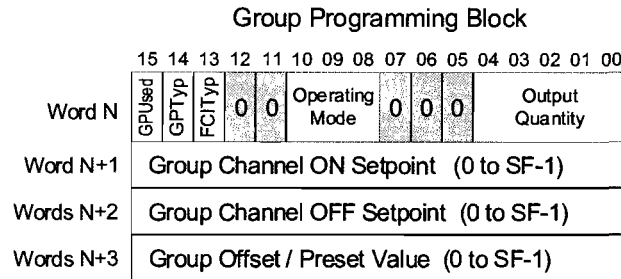 Group Programming Block
15 14 13 12 11 10 09 08 07 06 05 04 03 02 01 00
Word N GPUsed GPTyp FCITyp 0 0 Operating Mode 0 0 0 Output Quantity
Word N+1 Group Channel ON Setpoint (0 to SF-1)
Words N+2 Group Channel OFF Setpoint (0 to SF-1)
Words N+3 Group Offset / Preset Value (0 to SF-1)